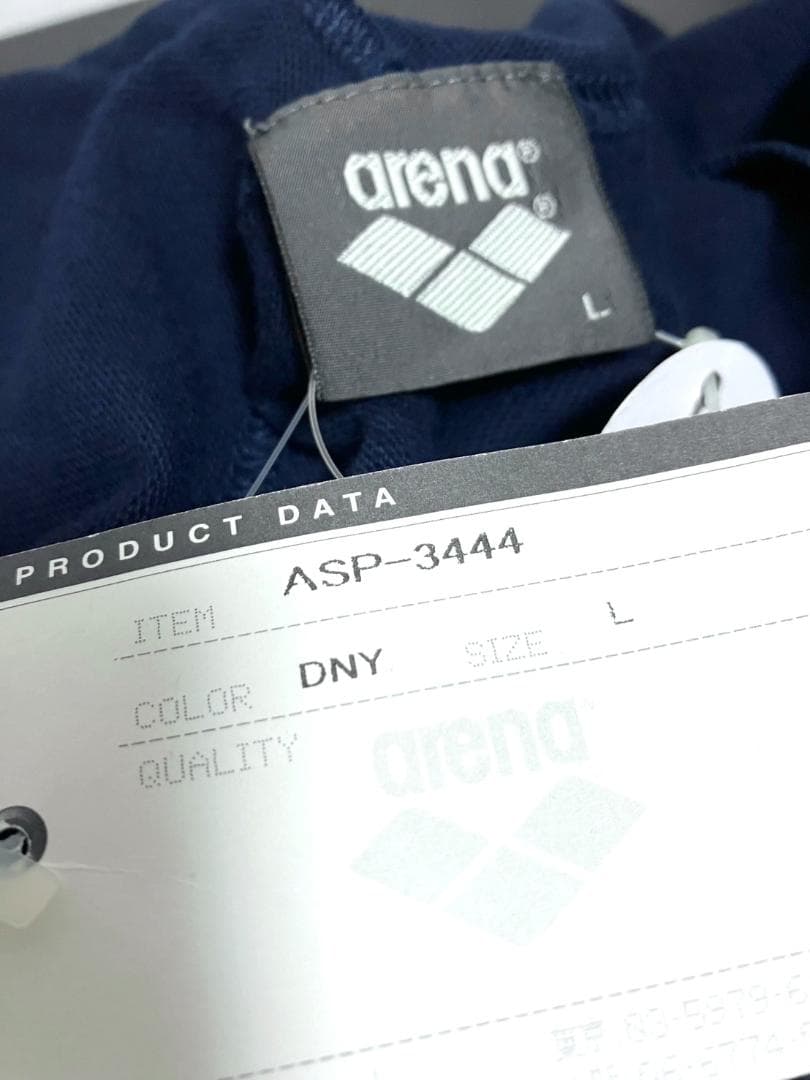 arena®
®
L
PRODUCT DATA
ITEM ASP-3444
COLOR DNY SIZE L
QUALITY
arena